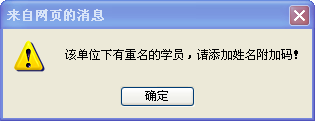 来自网页的消息
该单位下有重名的学员，请添加姓名附加码！
确定